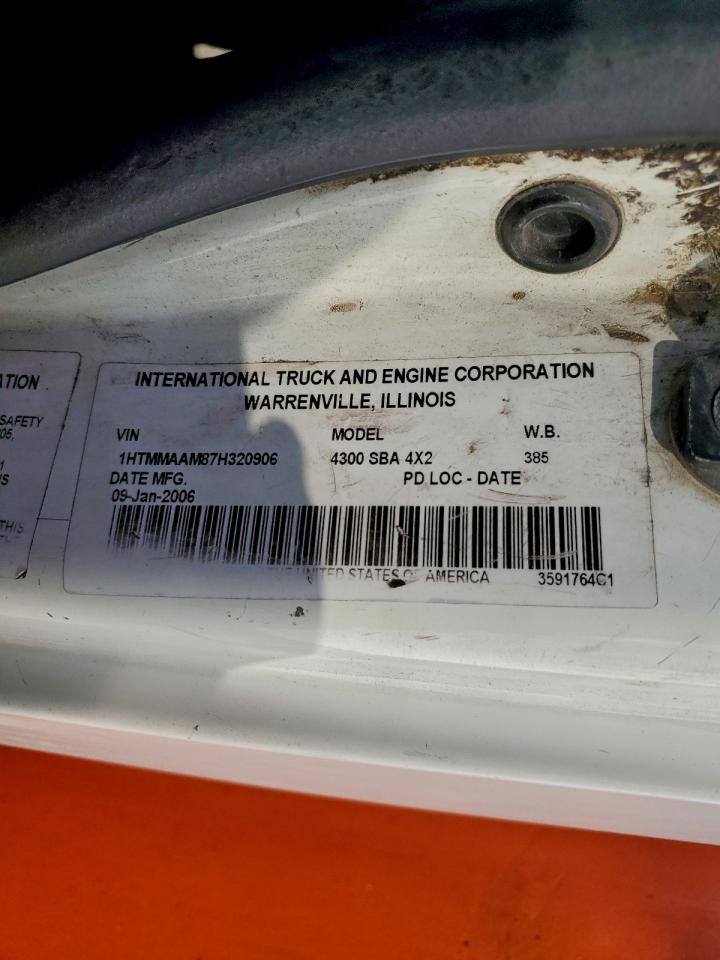 ATION
SAFETY
INTERNATIONAL TRUCK AND ENGINE CORPORATION
WARRENVILLE, ILLINOIS
VIN MODEL W.B.
1HTMMAAM87H320906 4300 SBA 4X2 385
DATE MFG. PD LOC - DATE
09-Jan-2006
UNITED STATES OF AMERICA 3591764C1
THIS